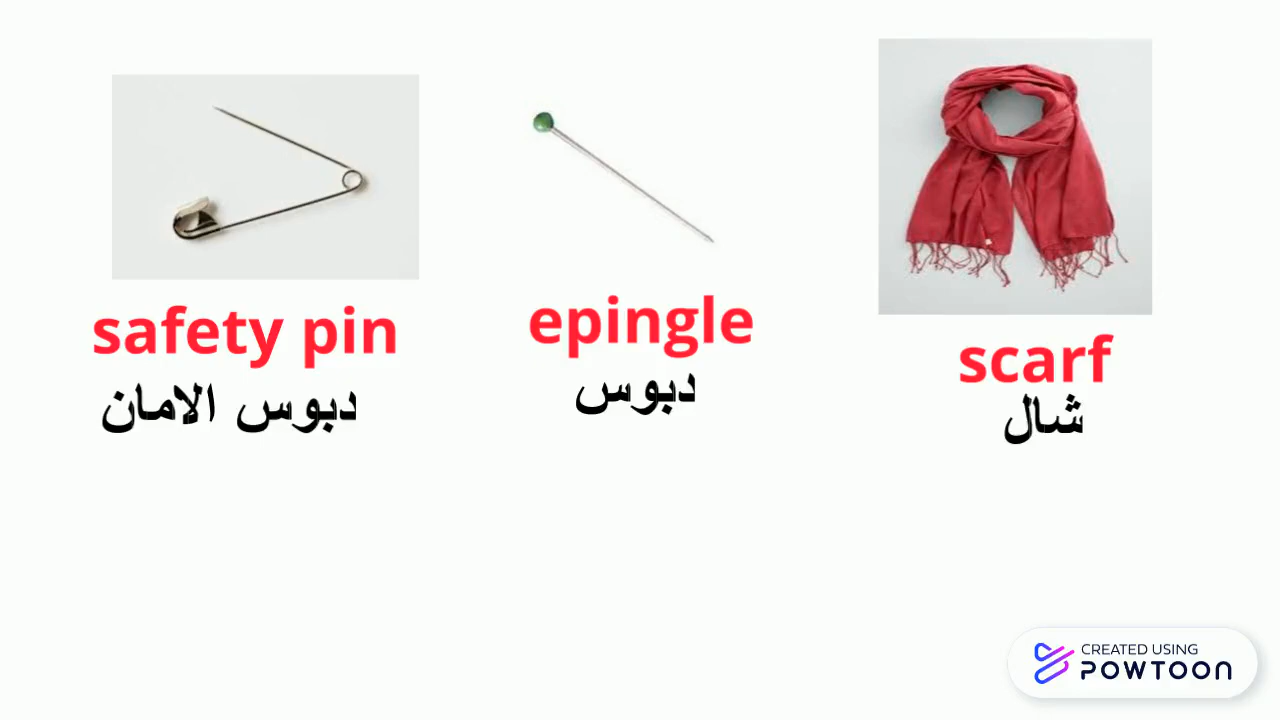 safety pin
دبوس الامان
epingle
دبوس
scarf
شال
CREATED USING
POWTOON